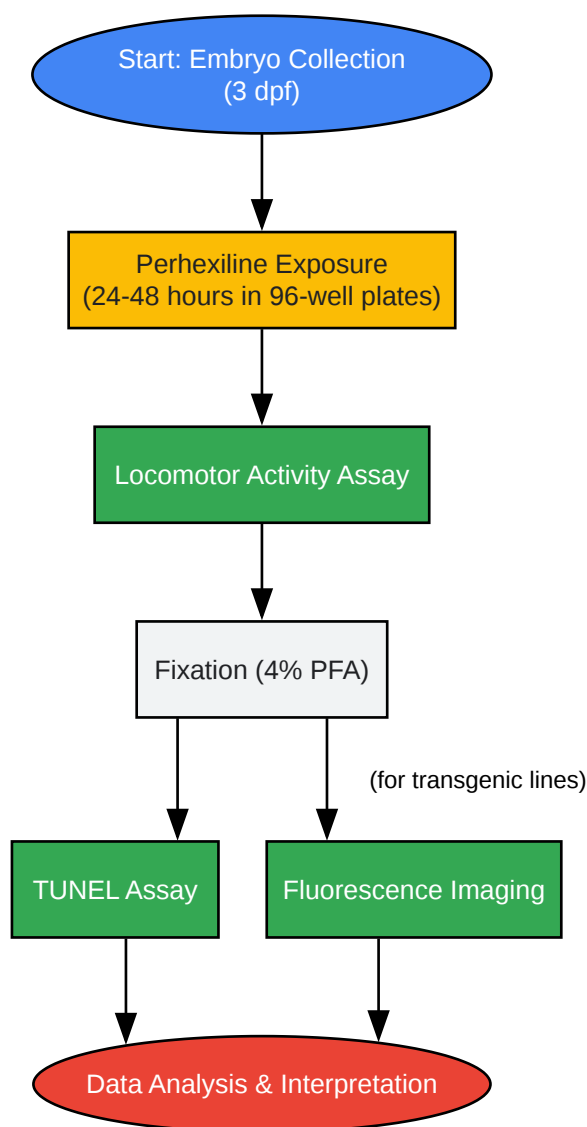 Start: Embryo Collection
(3 dpf)
Perhexiline Exposure
(24-48 hours in 96-well plates)
Locomotor Activity Assay
Fixation (4% PFA)
(for transgenic lines)
TUNEL Assay
Fluorescence Imaging
Data Analysis & Interpretation